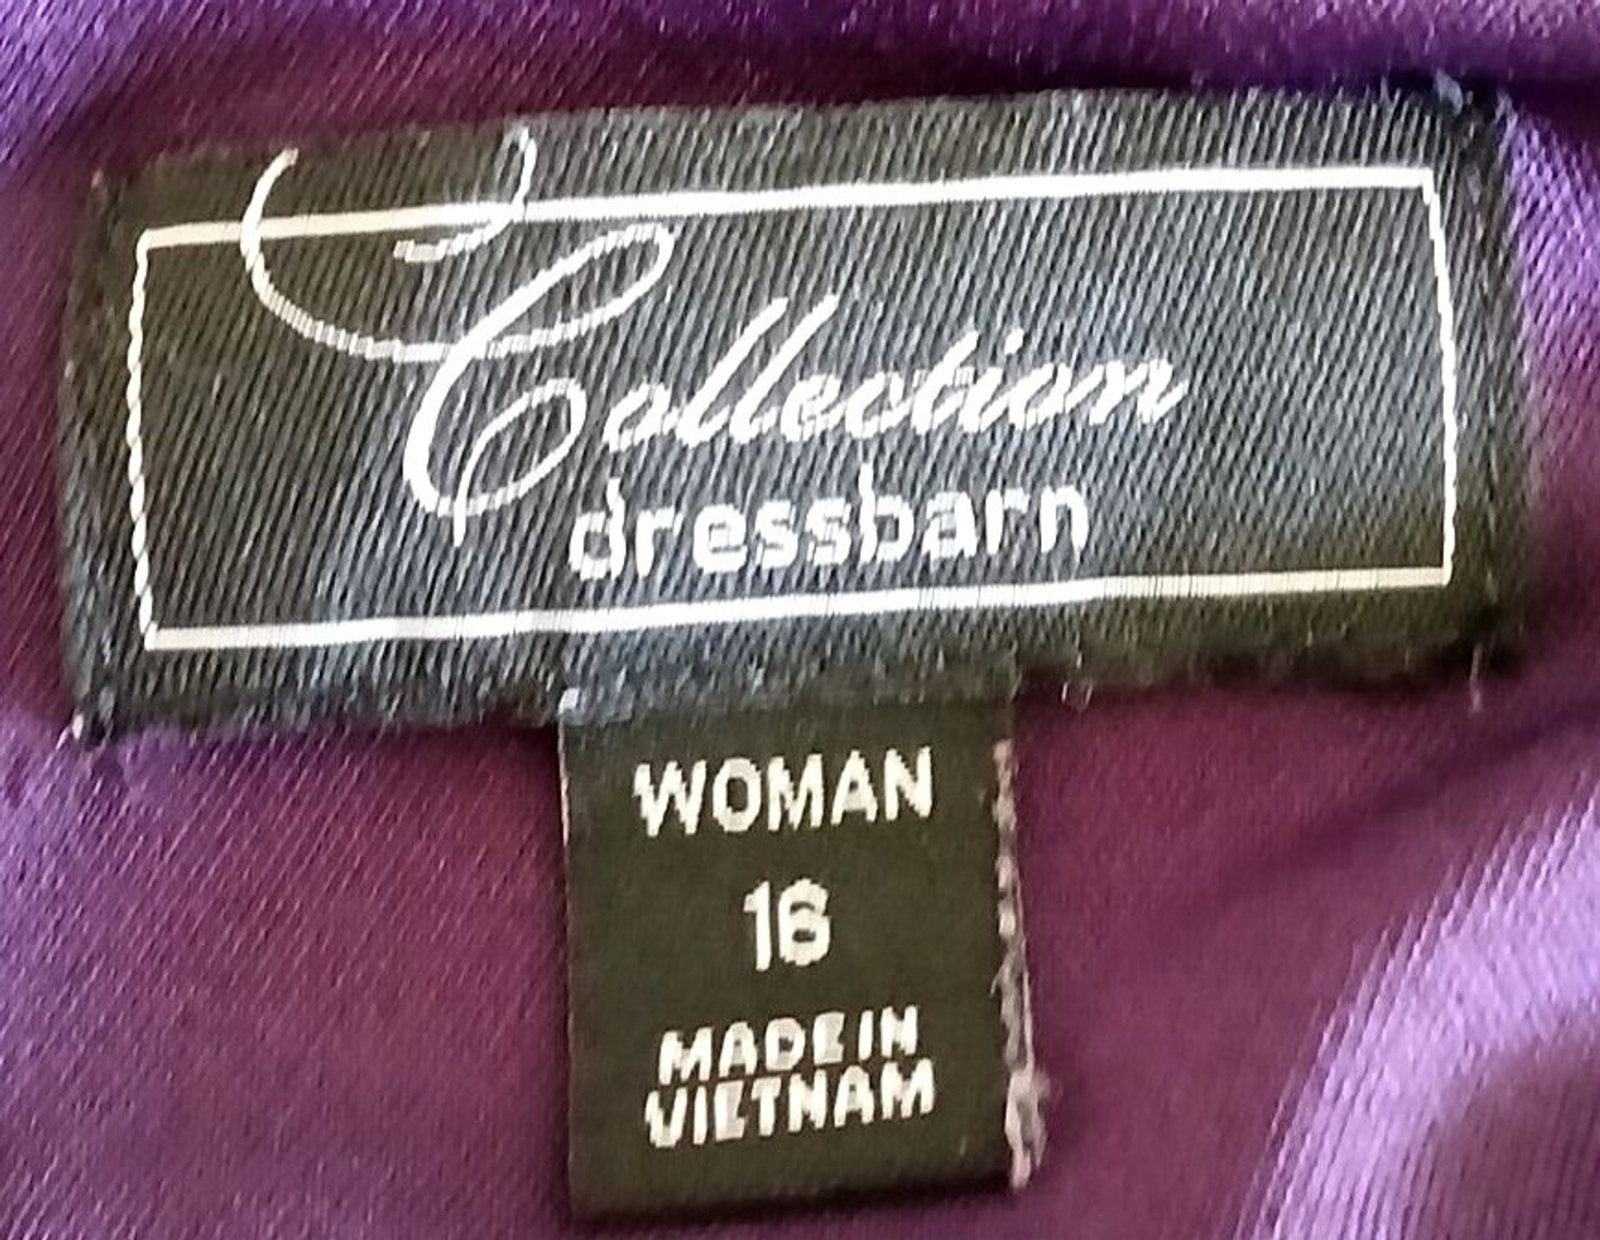 Collection
dressbarn
WOMAN
16
MADE IN
VIETNAM